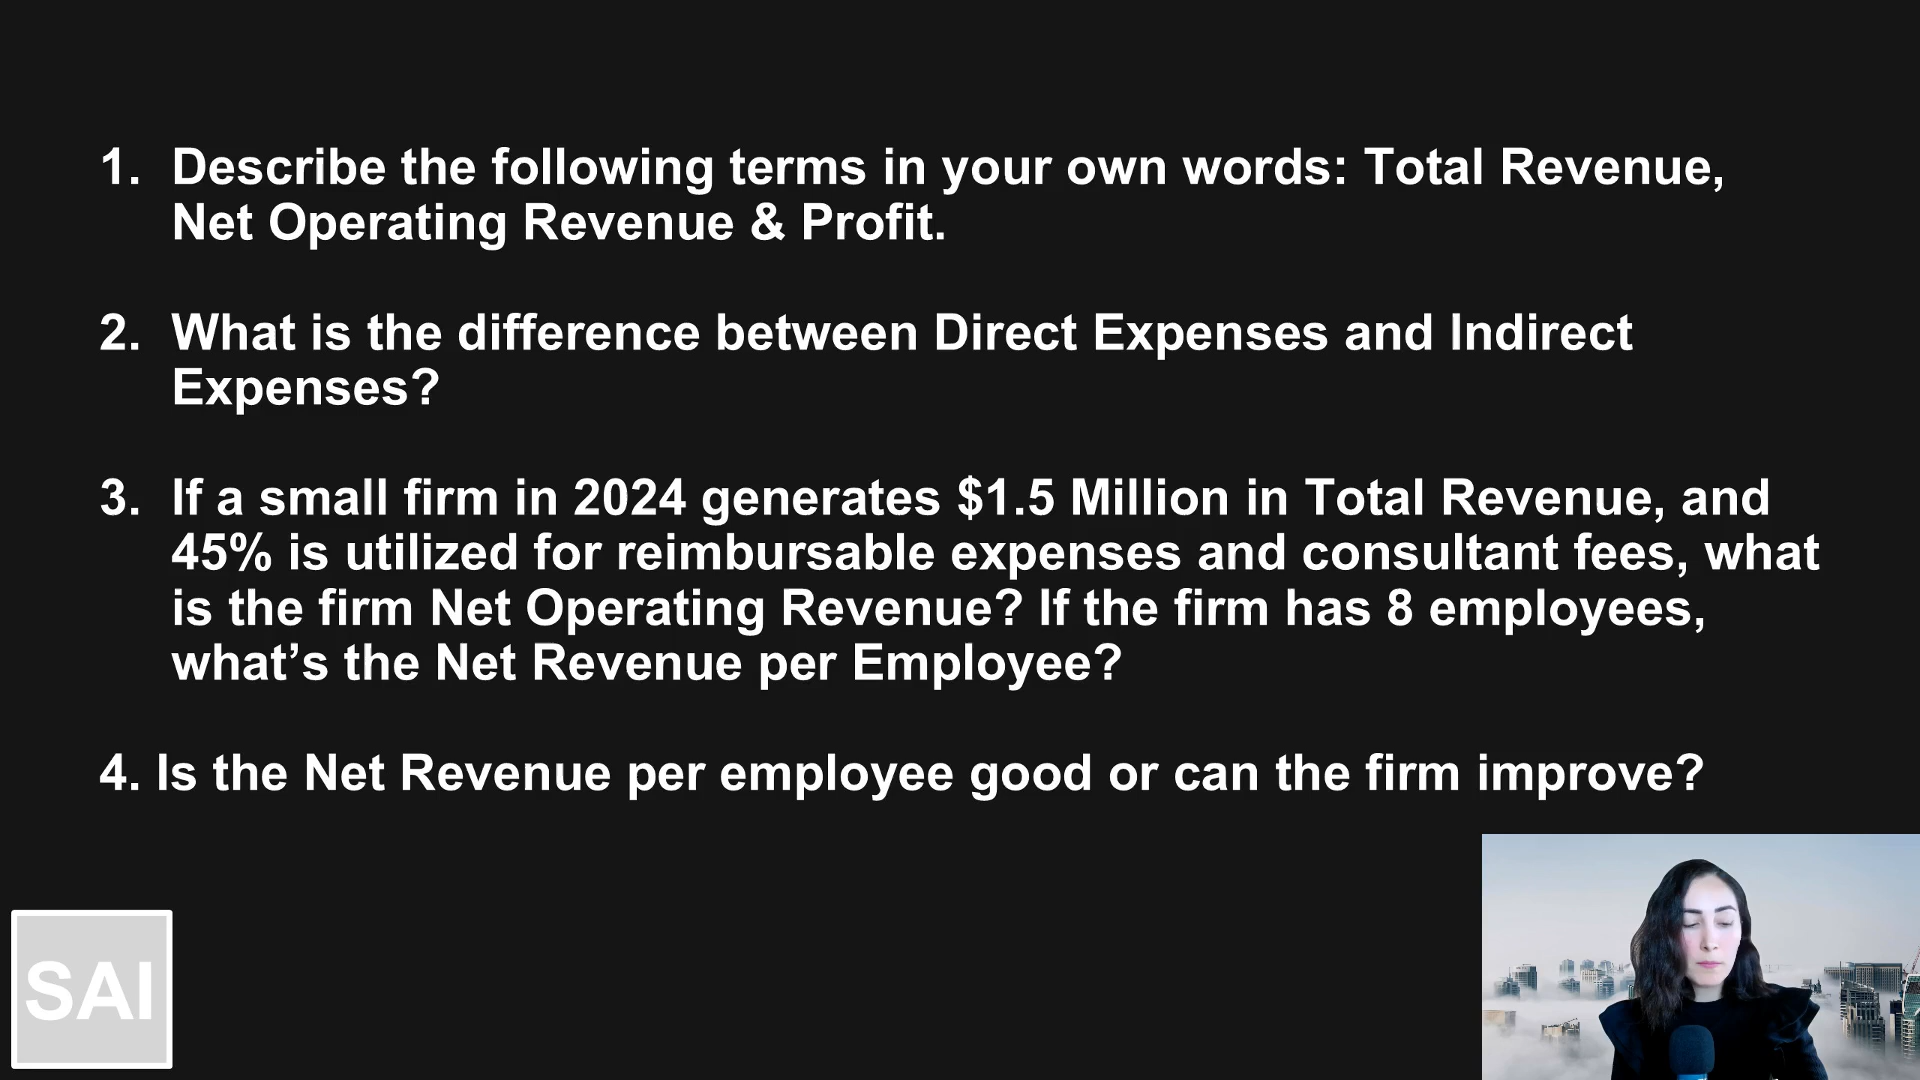 1. Describe the following terms in your own words: Total Revenue,
Net Operating Revenue & Profit.
2. What is the difference between Direct Expenses and Indirect
Expenses?
3. If a small firm in 2024 generates $1.5 Million in Total Revenue, and
45% is utilized for reimbursable expenses and consultant fees, what
is the firm Net Operating Revenue? If the firm has 8 employees,
what’s the Net Revenue per Employee?
4. Is the Net Revenue per employee good or can the firm improve?
SAI